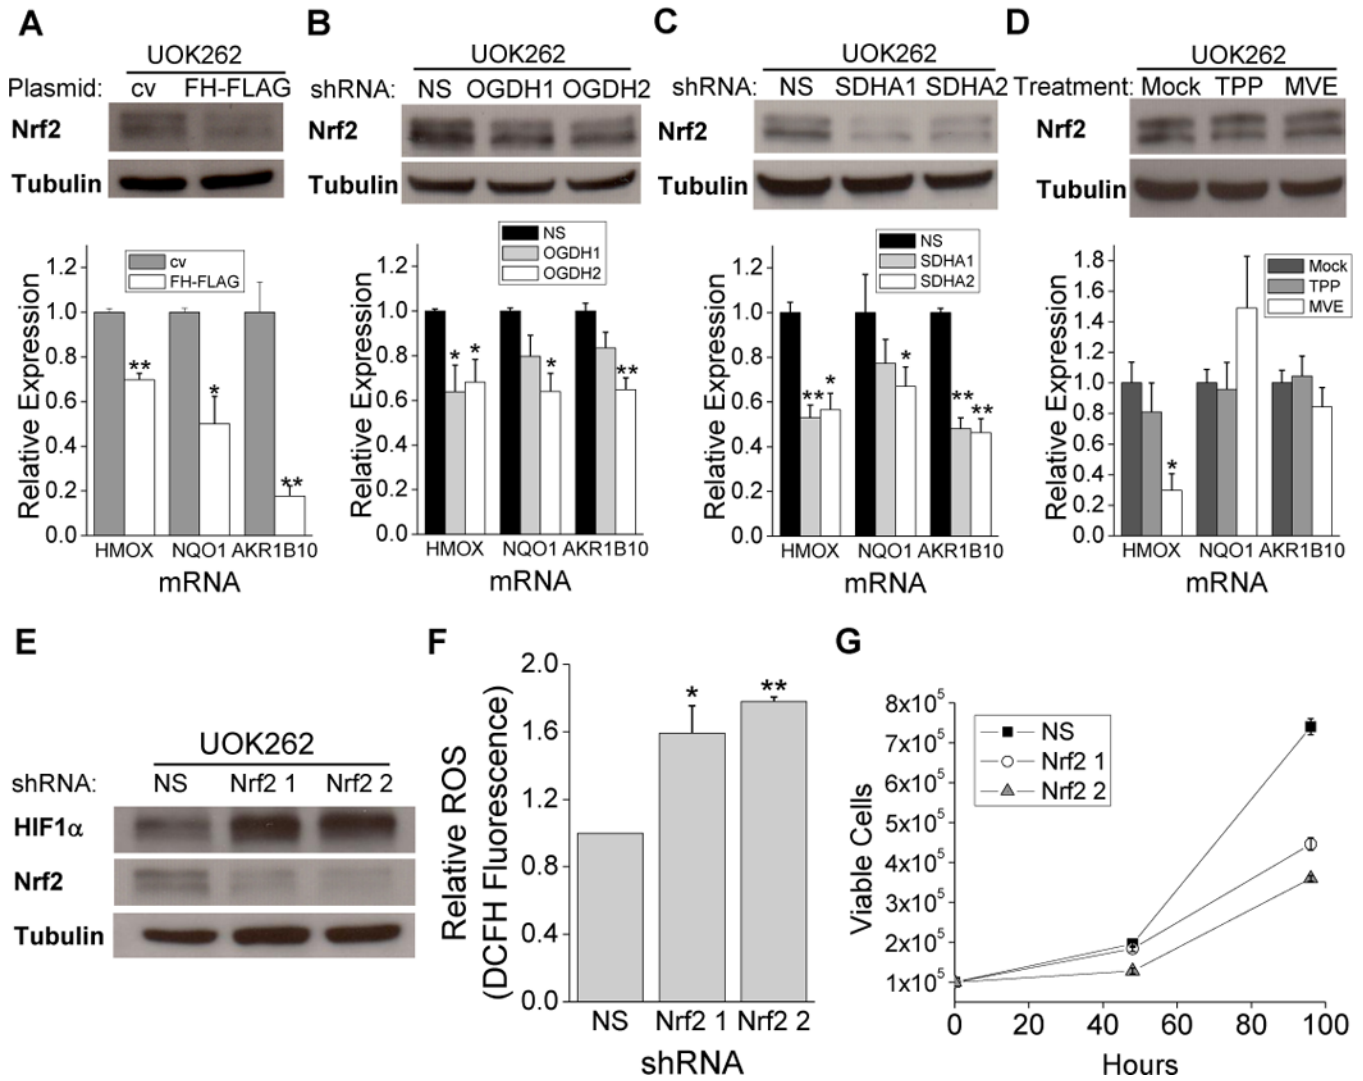 A
UOK262
Plasmid: cv FH-FLAG
Nrf2
Tubulin
cv
FH-FLAG
Relative Expression
1.2
1.0
0.8
0.6
0.4
0.2
0.0
**
*
**
HMOX NQO1 AKR1B10
mRNA
B
UOK262
shRNA: NS OGDH1 OGDH2
Nrf2
Tubulin
NS
OGDH1
OGDH2
Relative Expression
1.2
1.0
0.8
0.6
0.4
0.2
0.0
* *
*
**
HMOX NQO1 AKR1B10
mRNA
C
UOK262
shRNA: NS SDHA1 SDHA2
Nrf2
Tubulin
NS
SDHA1
SDHA2
Relative Expression
1.2
1.0
0.8
0.6
0.4
0.2
0.0
** *
*
** **
HMOX NQO1 AKR1B10
mRNA
D
UOK262
Treatment: Mock TPP MVE
Nrf2
Tubulin
Mock
TPP
MVE
Relative Expression
1.8
1.6
1.4
1.2
1.0
0.8
0.6
0.4
0.2
0.0
*
HMOX NQO1 AKR1B10
mRNA
E
UOK262
shRNA: NS Nrf2 1 Nrf2 2
HIF1α
Nrf2
Tubulin
F
Relative ROS
(DCFH Fluorescence)
2.0
1.6
1.2
0.8
0.4
0.0
*
**
NS Nrf2 1 Nrf2 2
shRNA
G
Viable Cells
8x10⁵
7x10⁵
6x10⁵
5x10⁵
4x10⁵
3x10⁵
2x10⁵
1x10⁵
NS
Nrf2 1
Nrf2 2
0 20 40 60 80 100
Hours